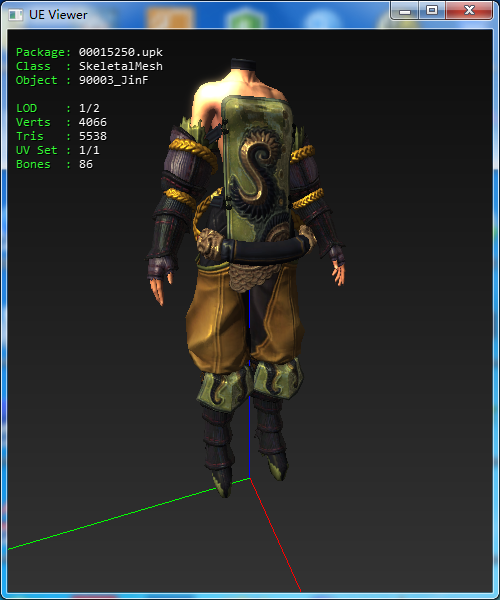 UE Viewer
Package: 00015250.upk
Class : SkeletalMesh
Object : 90003_JinF
LOD : 1/2
Verts : 4066
Tris : 5538
UV Set : 1/1
Bones : 86